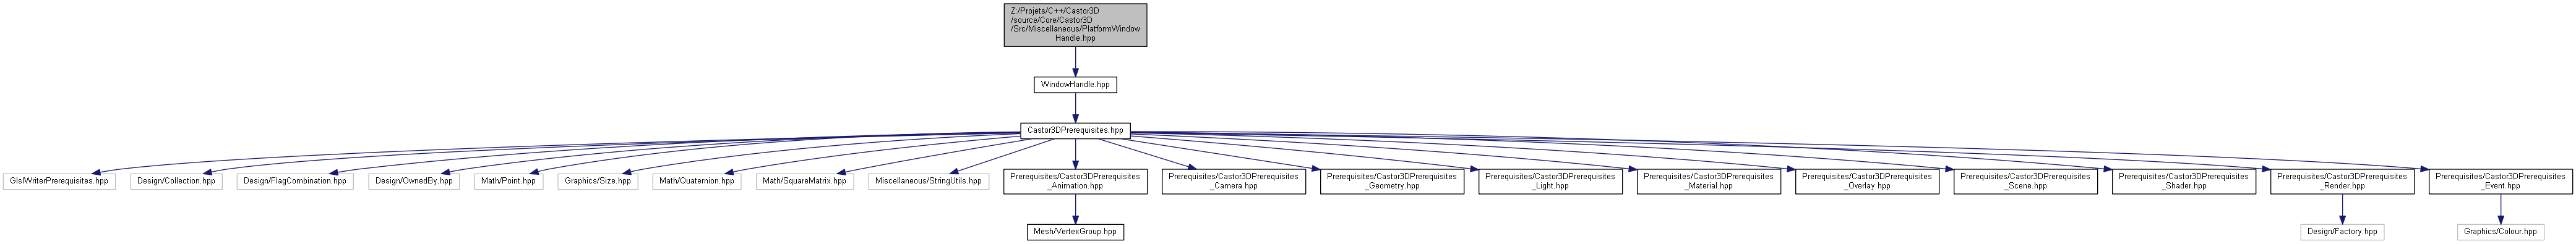 Z:/Projets/C++/Castor3D
/source/Core/Castor3D
/Src/Miscellaneous/PlatformWindow
Handle.hpp
WindowHandle.hpp
Castor3DPrerequisites.hpp
GlslWriterPrerequisites.hpp
Design/Collection.hpp
Design/FlagCombination.hpp
Design/OwnedBy.hpp
Math/Point.hpp
Graphics/Size.hpp
Math/Quaternion.hpp
Math/SquareMatrix.hpp
Miscellaneous/StringUtils.hpp
Prerequisites/Castor3DPrerequisites
_Animation.hpp
Prerequisites/Castor3DPrerequisites
_Camera.hpp
Prerequisites/Castor3DPrerequisites
_Geometry.hpp
Prerequisites/Castor3DPrerequisites
_Light.hpp
Prerequisites/Castor3DPrerequisites
_Material.hpp
Prerequisites/Castor3DPrerequisites
_Overlay.hpp
Prerequisites/Castor3DPrerequisites
_Scene.hpp
Prerequisites/Castor3DPrerequisites
_Shader.hpp
Prerequisites/Castor3DPrerequisites
_Render.hpp
Prerequisites/Castor3DPrerequisites
_Event.hpp
Mesh/VertexGroup.hpp
Design/Factory.hpp
Graphics/Colour.hpp